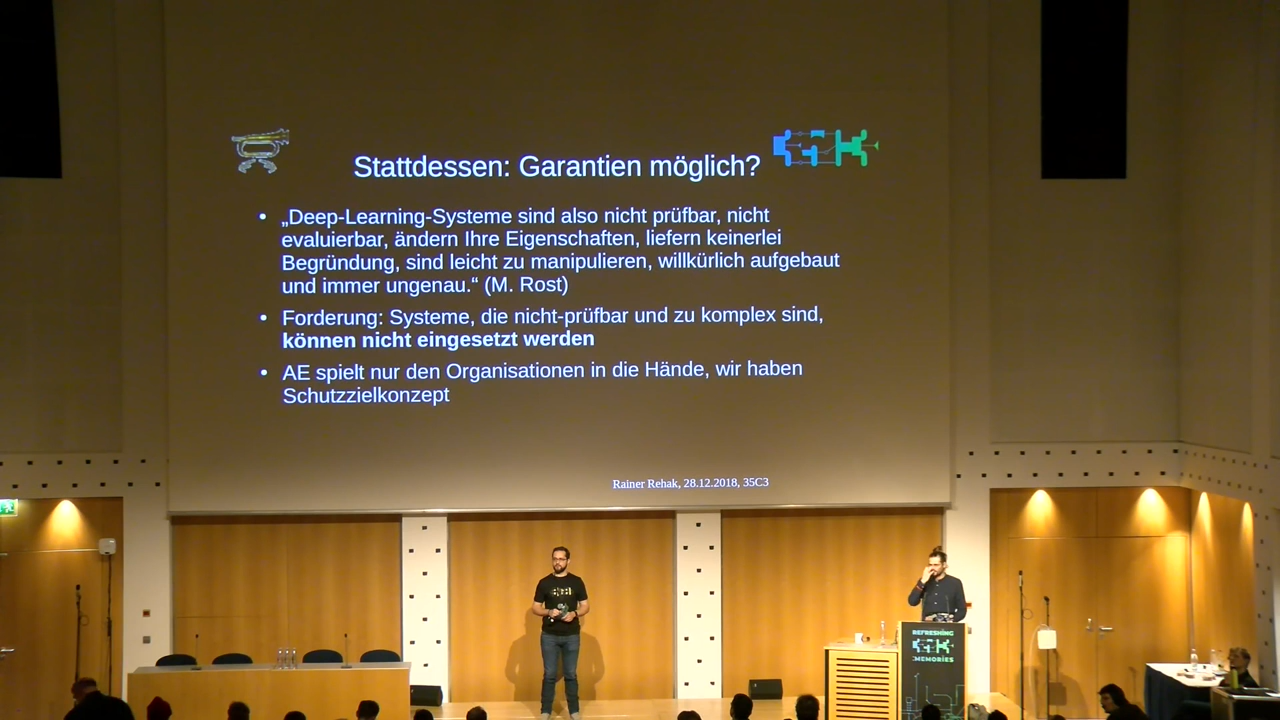 Stattdessen: Garantien möglich?
• „Deep-Learning-Systeme sind also nicht prüfbar, nicht
evaluierbar, ändern Ihre Eigenschaften, liefern keinerlei
Begründung, sind leicht zu manipulieren, willkürlich aufgebaut
und immer ungenau.“ (M. Rost)
• Forderung: Systeme, die nicht-prüfbar und zu komplex sind,
können nicht eingesetzt werden
• AE spielt nur den Organisationen in die Hände, wir haben
Schutzzielkonzept
Rainer Rehak, 28.12.2018, 35C3
REFRESHING
MEMORIES